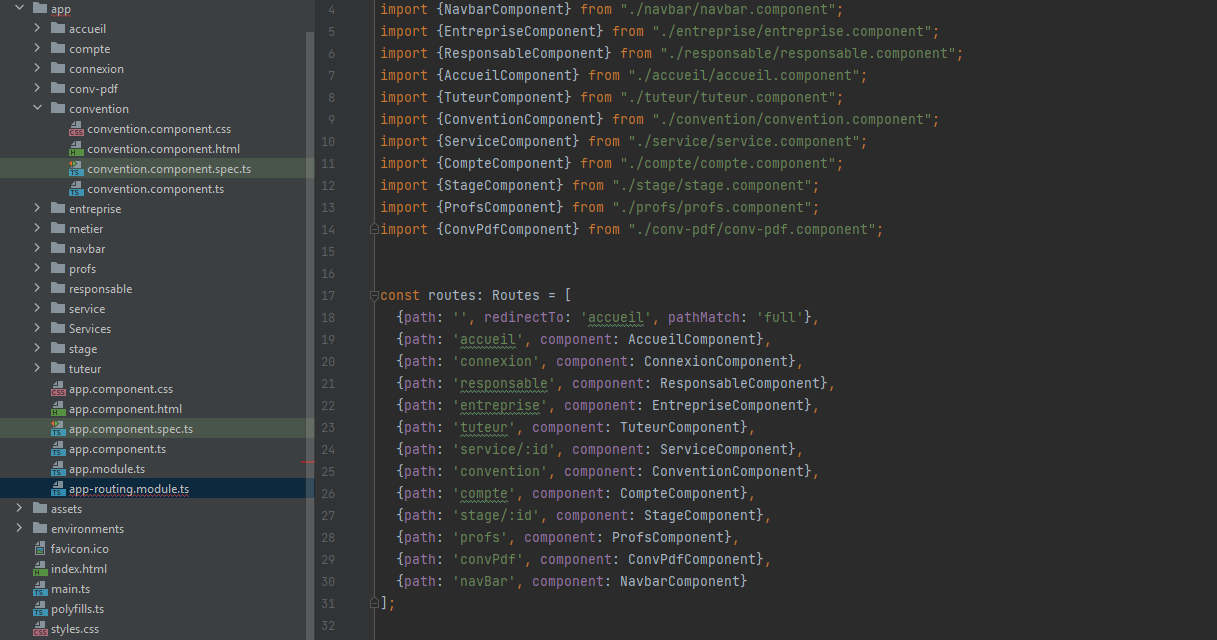 app
accueil
compte
connexion
conv-pdf
convention
convention.component.css
convention.component.html
convention.component.spec.ts
convention.component.ts
entreprise
metier
navbar
profs
responsable
service
Services
stage
tuteur
app.component.css
app.component.html
app.component.spec.ts
app.component.ts
app.module.ts
app-routing.module.ts
assets
environments
favicon.ico
index.html
main.ts
polyfills.ts
styles.css
4 import {NavbarComponent} from "./navbar/navbar.component";
5 import {EntrepriseComponent} from "./entreprise/entreprise.component";
6 import {ResponsableComponent} from "./responsable/responsable.component";
7 import {AccueilComponent} from "./accueil/accueil.component";
8 import {TuteurComponent} from "./tuteur/tuteur.component";
9 import {ConventionComponent} from "./convention/convention.component";
10 import {ServiceComponent} from "./service/service.component";
11 import {CompteComponent} from "./compte/compte.component";
12 import {StageComponent} from "./stage/stage.component";
13 import {ProfsComponent} from "./profs/profs.component";
14 import {ConvPdfComponent} from "./conv-pdf/conv-pdf.component";
15
16
17 const routes: Routes = [
18 {path: '', redirectTo: 'accueil', pathMatch: 'full'},
19 {path: 'accueil', component: AccueilComponent},
20 {path: 'connexion', component: ConnexionComponent},
21 {path: 'responsable', component: ResponsableComponent},
22 {path: 'entreprise', component: EntrepriseComponent},
23 {path: 'tuteur', component: TuteurComponent},
24 {path: 'service/:id', component: ServiceComponent},
25 {path: 'convention', component: ConventionComponent},
26 {path: 'compte', component: CompteComponent},
27 {path: 'stage/:id', component: StageComponent},
28 {path: 'profs', component: ProfsComponent},
29 {path: 'convPdf', component: ConvPdfComponent},
30 {path: 'navBar', component: NavbarComponent}
31 ];
32